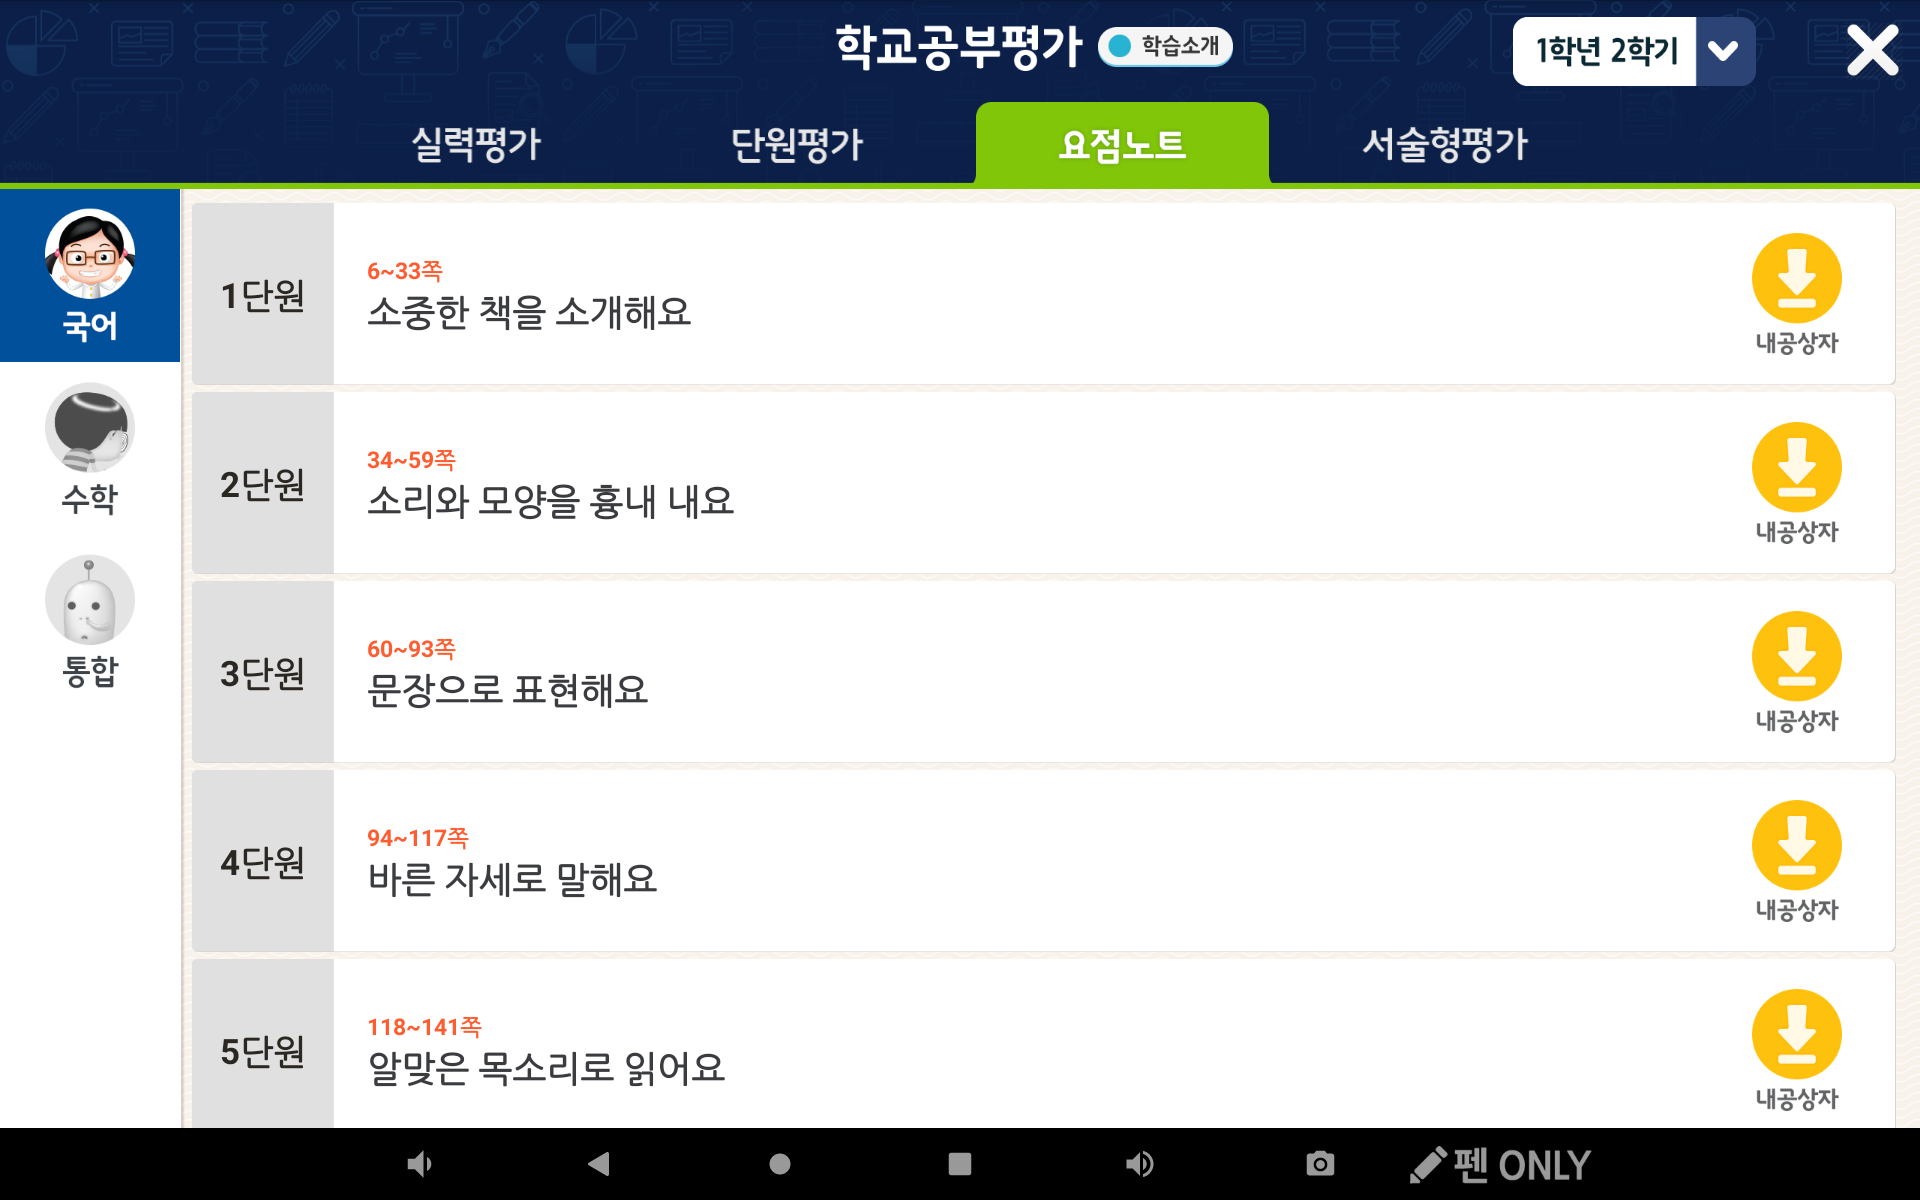 학교공부평가
학습소개
1학년 2학기
실력평가
단원평가
요점노트
서술형평가
국어
수학
통합
1단원
6~33쪽
소중한 책을 소개해요
내공상자
2단원
34~59쪽
소리와 모양을 흉내 내요
내공상자
3단원
60~93쪽
문장으로 표현해요
내공상자
4단원
94~117쪽
바른 자세로 말해요
내공상자
5단원
118~141쪽
알맞은 목소리로 읽어요
내공상자
펜 ONLY